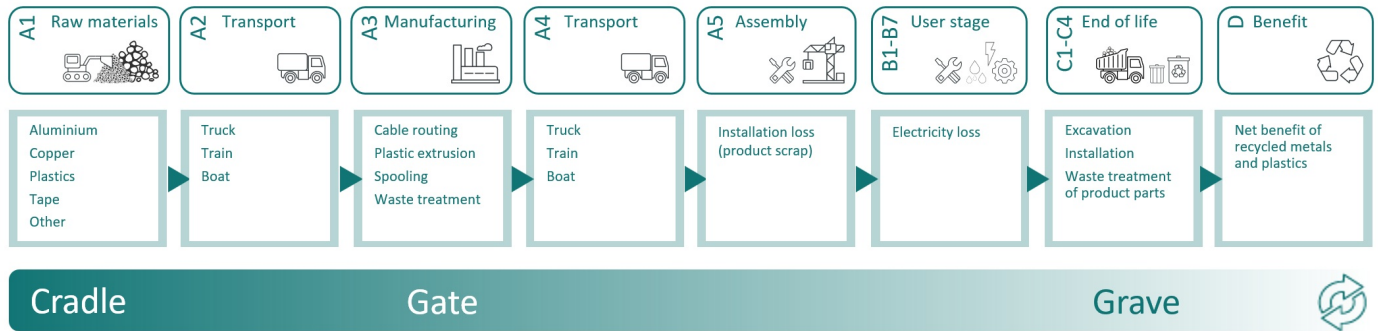 A1 Raw materials
A2 Transport
A3 Manufacturing
A4 Transport
A5 Assembly
B1-B7 User stage
C1-C4 End of life
D Benefit
Aluminium
Copper
Plastics
Tape
Other
Truck
Train
Boat
Cable routing
Plastic extrusion
Spooling
Waste treatment
Truck
Train
Boat
Installation loss
(product scrap)
Electricity loss
Excavation
Installation
Waste treatment
of product parts
Net benefit of
recycled metals
and plastics
Cradle
Gate
Grave